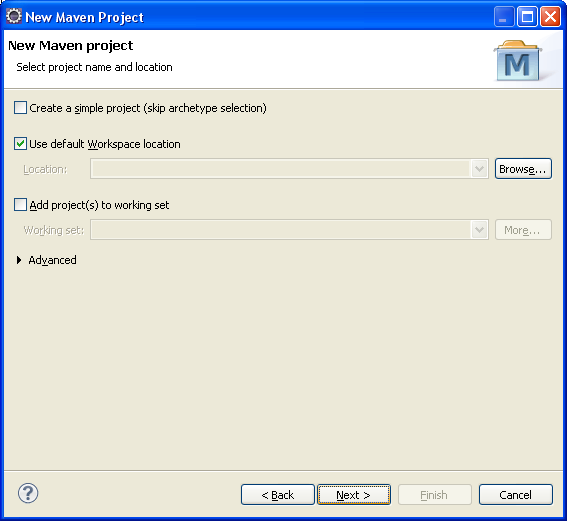 New Maven Project
New Maven project
Select project name and location
M
Create a simple project (skip archetype selection)
Use default Workspace location
Location:
Browse...
Add project(s) to working set
Working set:
More...
Advanced
?
< Back
Next >
Finish
Cancel